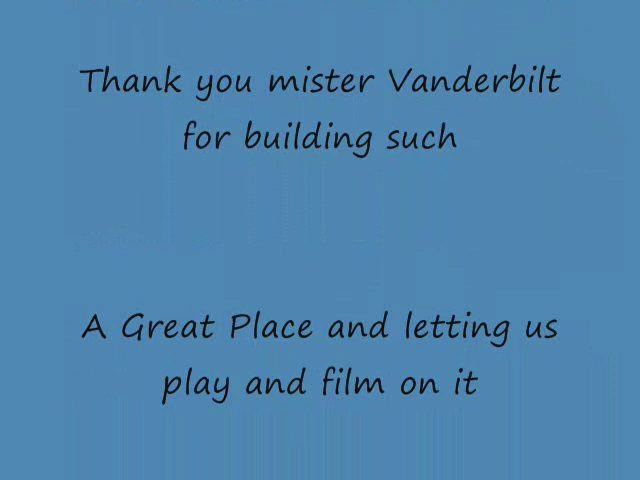 Thank you mister Vanderbilt
for building such
A Great Place and letting us
play and film on it